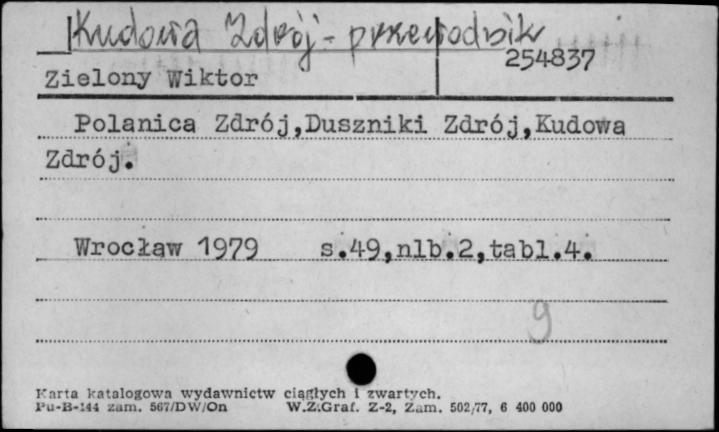 Kudowa Zdrój - przewodnik
254837
Zielony Wiktor
Polanica Zdrój,Duszniki Zdrój,Kudowa
Zdrój.
Wrocław 1979 s.49,nlb.2,tabl.4.
9
Karta katalogowa wydawnictw ciągłych i zwartych.
Pu-B-144 zam. 567/DW/On W.Z.Graf. Z-2, Zam. 502/77, 6 400 000